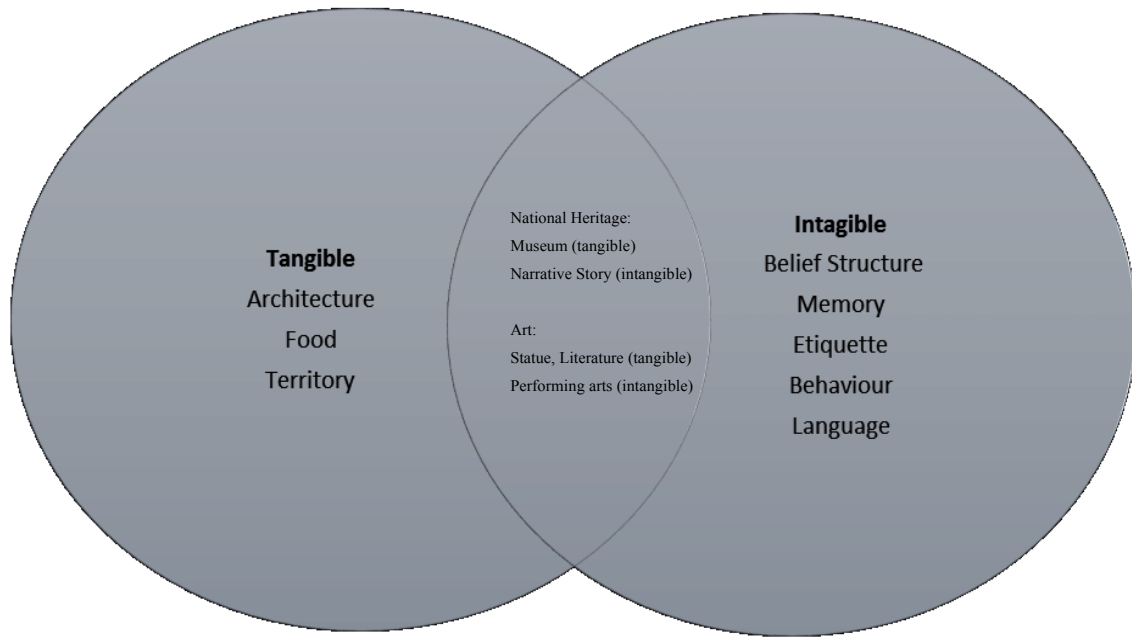 Tangible
Architecture
Food
Territory
National Heritage:
Museum (tangible)
Narrative Story (intangible)
Art:
Statue, Literature (tangible)
Performing arts (intangible)
Intagible
Belief Structure
Memory
Etiquette
Behaviour
Language